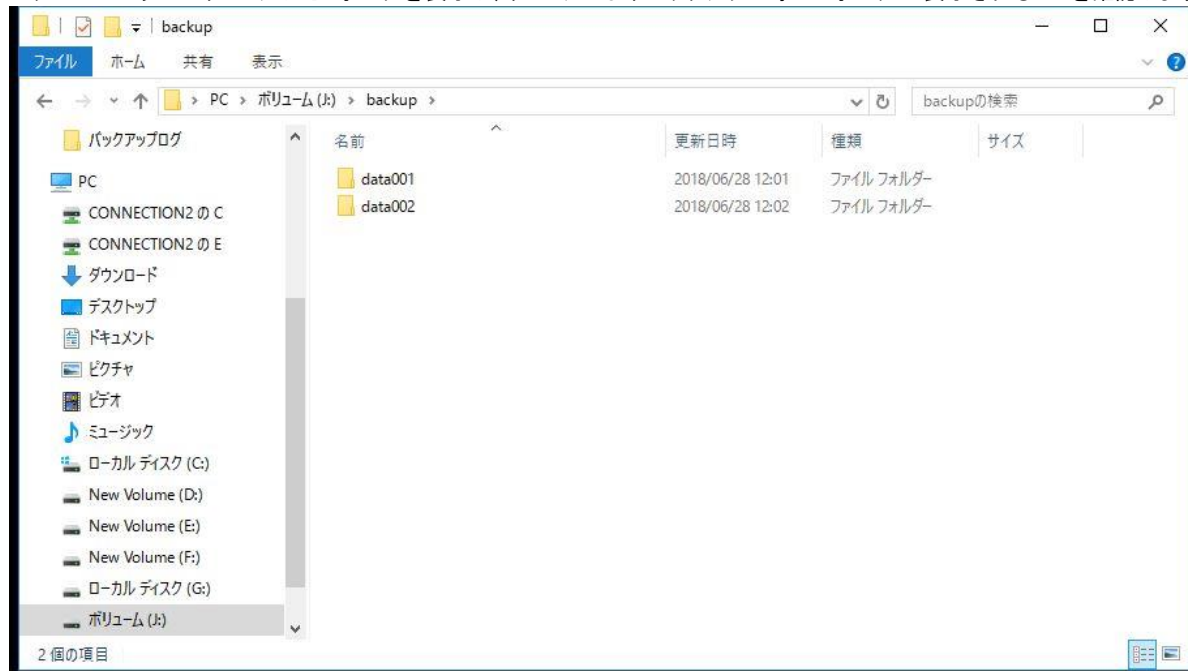 backup
ファイル ホーム 共有 表示
PC › ボリューム (J:) › backup ›
backupの検索
バックアップログ
PC
CONNECTION2 の C
CONNECTION2 の E
ダウンロード
デスクトップ
ドキュメント
ピクチャ
ビデオ
ミュージック
ローカル ディスク (C:)
New Volume (D:)
New Volume (E:)
New Volume (F:)
ローカル ディスク (G:)
ボリューム (J:)
名前 更新日時 種類 サイズ
data001 2018/06/28 12:01 ファイル フォルダー
data002 2018/06/28 12:02 ファイル フォルダー
2 個の項目